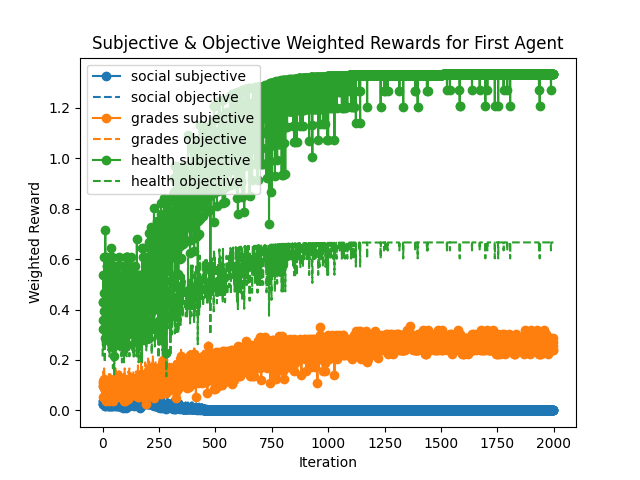 Subjective & Objective Weighted Rewards for First Agent
social subjective
social objective
grades subjective
grades objective
health subjective
health objective
Weighted Reward
1.2
1.0
0.8
0.6
0.4
0.2
0.0
0 250 500 750 1000 1250 1500 1750 2000
Iteration